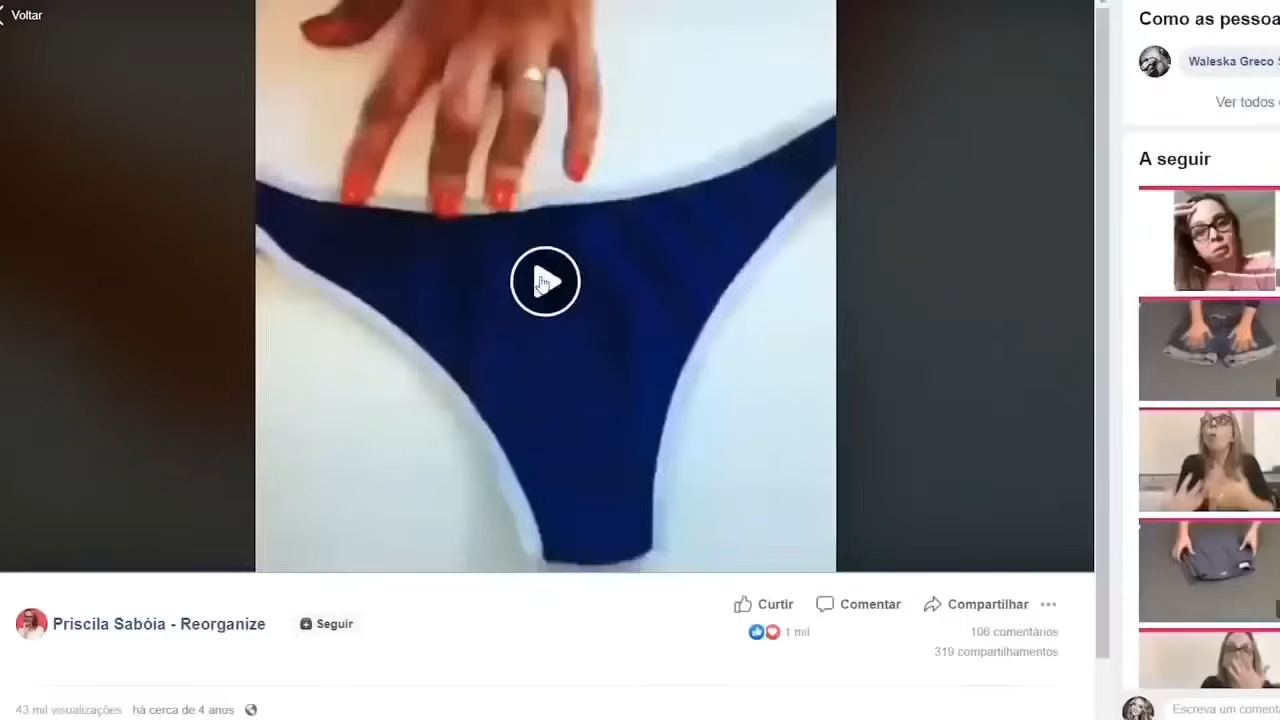 Voltar
Priscila Sabóia - Reorganize
Seguir
Curtir
Comentar
Compartilhar
1 mil
106 comentários
319 compartilhamentos
43 mil visualizações
há cerca de 4 anos
Como as pessoa
Waleska Greco S
Ver todos
A seguir
Escreva um coment